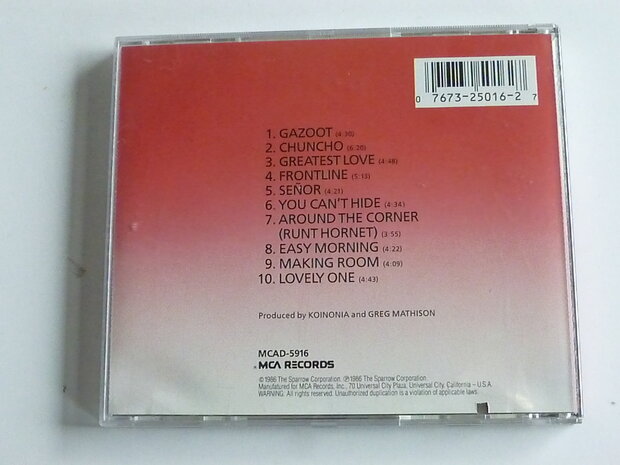 0 7673-25016-2 7
1. GAZOOT (4:30)
2. CHUNCHO (6:20)
3. GREATEST LOVE (4:48)
4. FRONTLINE (5:13)
5. SEÑOR (4:21)
6. YOU CAN'T HIDE (4:34)
7. AROUND THE CORNER
(RUNT HORNET) (3:55)
8. EASY MORNING (4:22)
9. MAKING ROOM (4:09)
10. LOVELY ONE (4:43)
Produced by KOINONIA and GREG MATHISON
MCAD-5916
MCA RECORDS
© 1986 The Sparrow Corporation. ℗ 1986 The Sparrow Corporation
Manufatured for MCA Records, Inc., 70 Universal City Plaza, Universal City, California – U.S.A.
WARNING: All rights reserved. Unauthorized duplication is a violation of applicable laws.